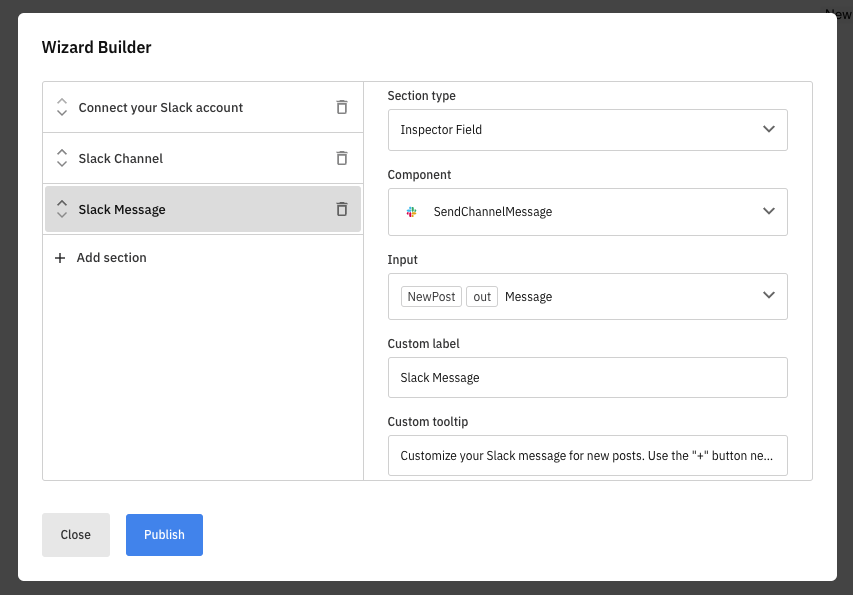 New
Wizard Builder
Connect your Slack account
Slack Channel
Slack Message
Add section
Section type
Inspector Field
Component
SendChannelMessage
Input
NewPost out Message
Custom label
Slack Message
Custom tooltip
Customize your Slack message for new posts. Use the "+" button ne...
Close
Publish